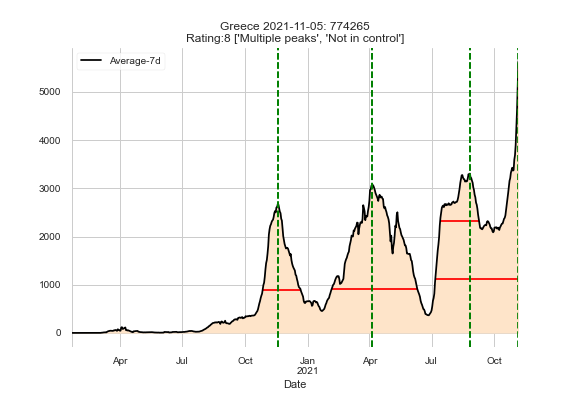 Greece 2021-11-05: 774265
Rating:8 ['Multiple peaks', 'Not in control']
Average-7d
5000
4000
3000
2000
1000
0
Apr
Jul
Oct
Jan
2021
Apr
Jul
Oct
Date